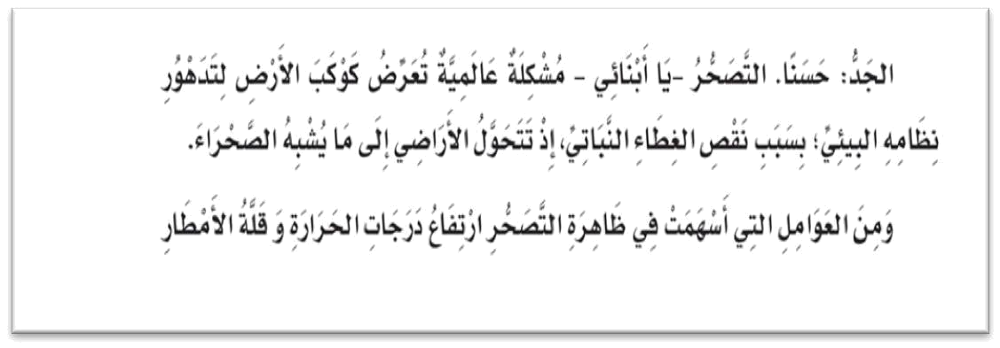 الجَدُّ: حَسَنًا. التَّصَحُّرُ -يَا أَبْنَائِي - مُشْكِلَةٌ عَالَمِيَّةٌ تُعَرِّضُ كَوْكَبَ الأَرْضِ لِتَدَهْوُرِ
نِظَامِهِ البِيئِيِّ؛ بِسَبَبِ نَقْصِ الغِطَاءِ النَّبَاتِيِّ، إِذْ تَتَحَوَّلُ الأَرَاضِي إِلَى مَا يُشْبِهُ الصَّحْرَاءَ.
وَمِنَ العَوَامِلِ التِي أَسْهَمَتْ فِي ظَاهِرَةِ التَّصَحُّرِ ارْتِفَاعُ دَرَجَاتِ الحَرَارَةِ وَ قَلَّةُ الأَمْطَارِ